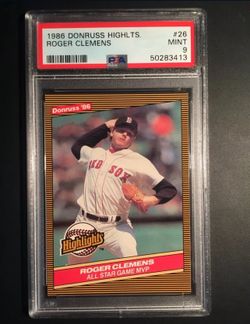 1986 DONRUSS HIGHLTS. #26
ROGER CLEMENS MINT
9
PSA 50283413
Donruss '86
RED SOX
Highlights
ROGER CLEMENS
ALL STAR GAME MVP